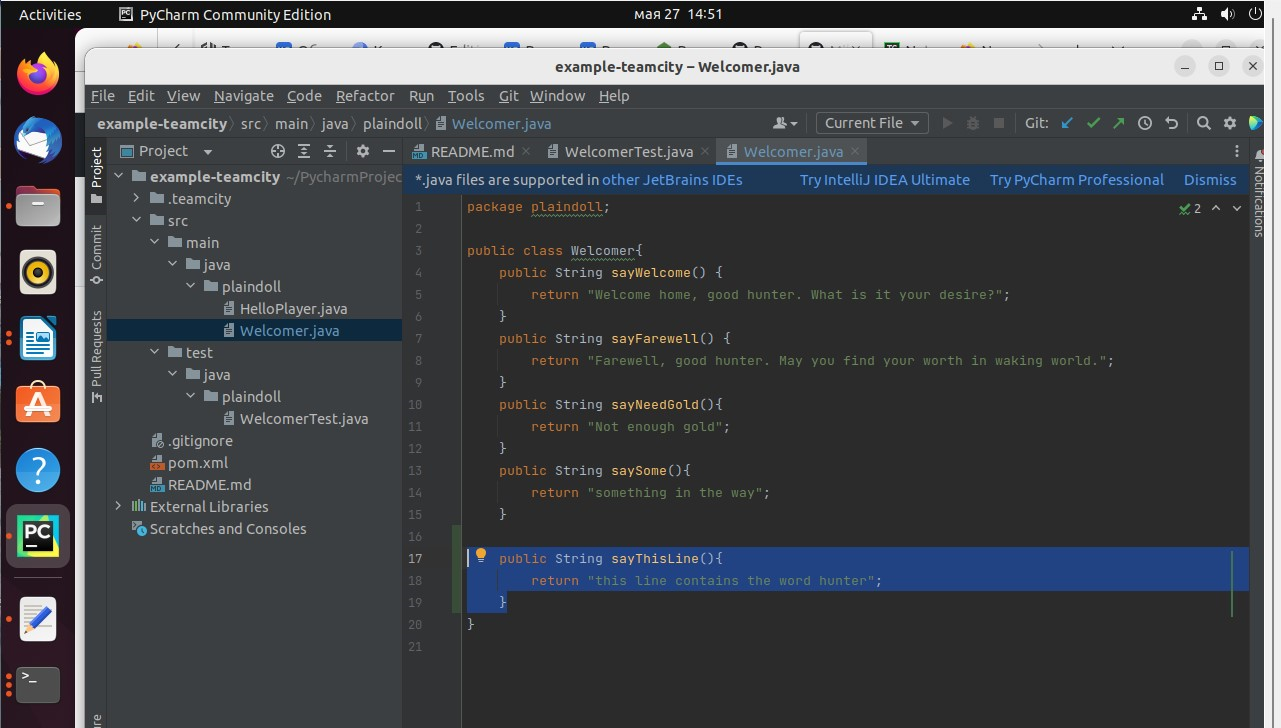 Activities PyCharm Community Edition мая 27 14:51
example-teamcity – Welcomer.java
File Edit View Navigate Code Refactor Run Tools Git Window Help
example-teamcity src main java plaindoll Welcomer.java Current File Git:
Project README.md WelcomerTest.java Welcomer.java
Project
Commit
Pull Requests
Notifications
example-teamcity ~/PycharmProjec
.teamcity
src
main
java
plaindoll
HelloPlayer.java
Welcomer.java
test
java
plaindoll
WelcomerTest.java
.gitignore
pom.xml
README.md
External Libraries
Scratches and Consoles
*.java files are supported in other JetBrains IDEs Try IntelliJ IDEA Ultimate Try PyCharm Professional Dismiss
2
1 package plaindoll;
2
3 public class Welcomer{
4 public String sayWelcome() {
5 return "Welcome home, good hunter. What is it your desire?";
6 }
7 public String sayFarewell() {
8 return "Farewell, good hunter. May you find your worth in waking world.";
9 }
10 public String sayNeedGold(){
11 return "Not enough gold";
12 }
13 public String saySome(){
14 return "something in the way";
15 }
16
17 public String sayThisLine(){
18 return "this line contains the word hunter";
19 }
20 }
21
PC